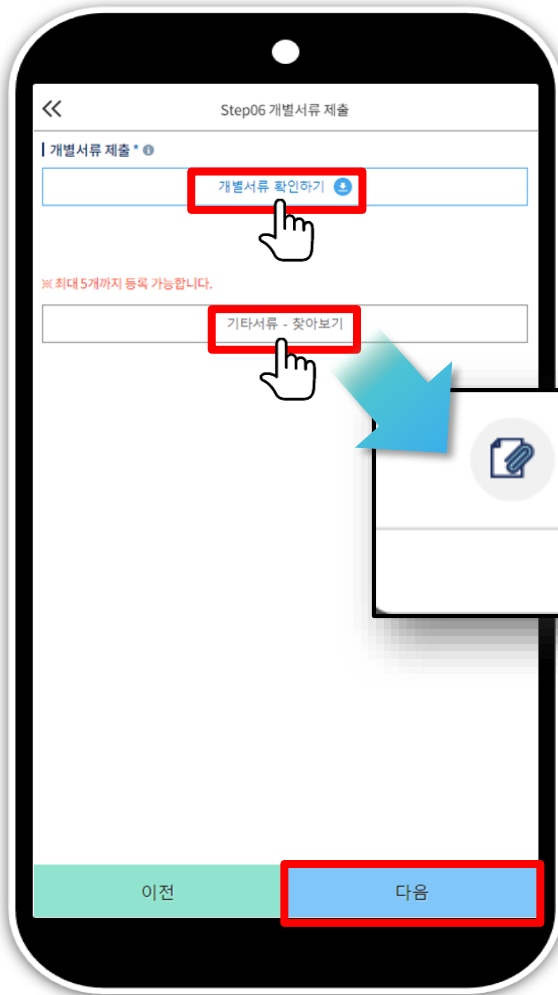 Step06 개별서류 제출
개별서류 제출 *
개별서류 확인하기
※ 최대 5개까지 등록 가능합니다.
기타서류 - 찾아보기
이전
다음